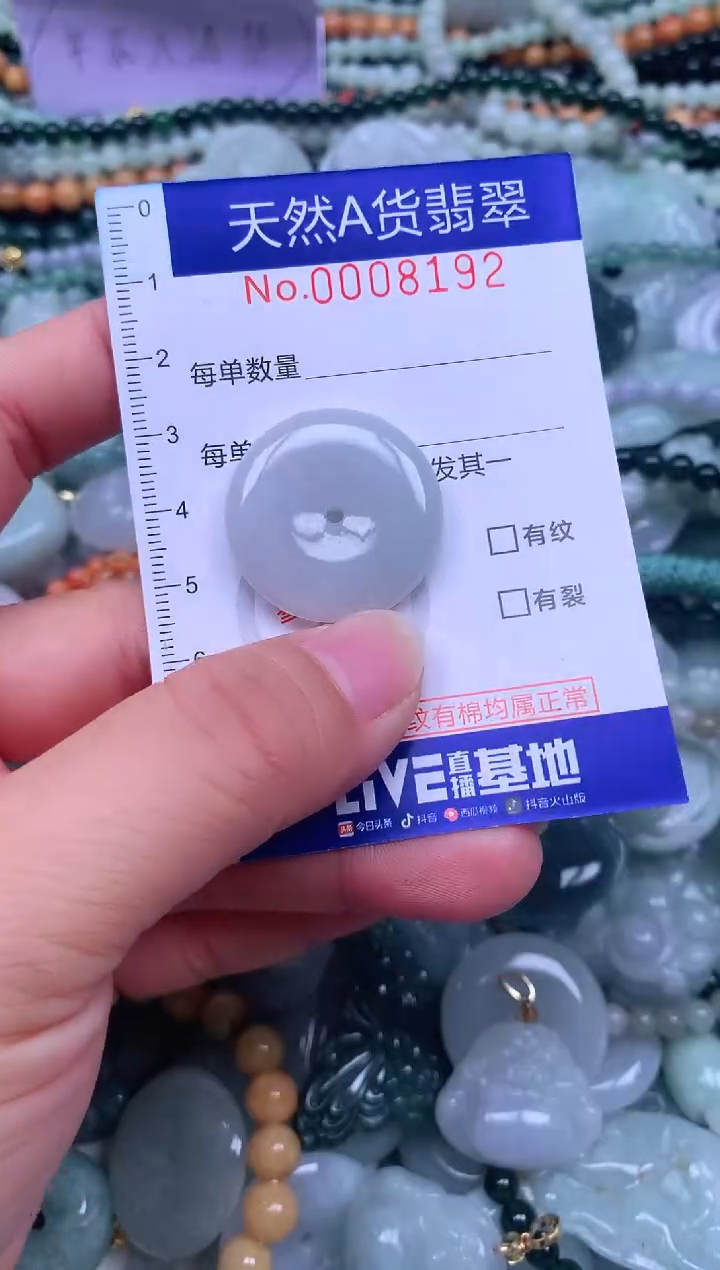 0
天然A货翡翠
1
No.0008192
2
每单数量
3
每单
发其一
4
有纹
5
有裂
6
纹有棉均属正常
LIVE直播基地
头条 今日头条 抖音 西瓜视频 抖音火山版